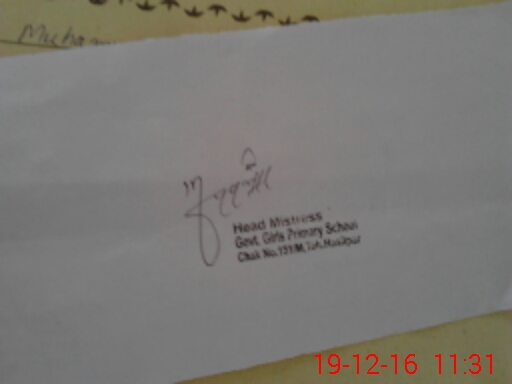 Head Mistress
Govt. Girls Primary School
Chak No. 151/M, Teh. Hasilpur
19-12-16 11:31